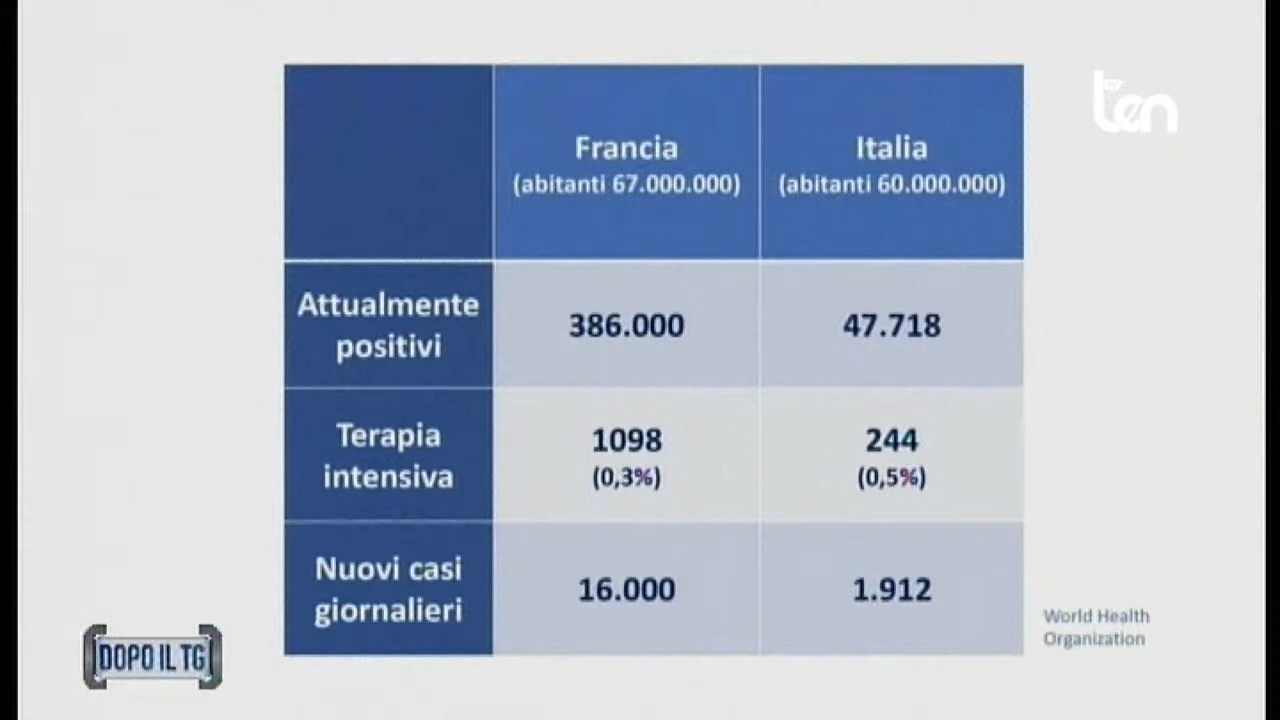 ten
Francia
(abitanti 67.000.000)
Italia
(abitanti 60.000.000)
Attualmente
positivi
386.000
47.718
Terapia
intensiva
1098
(0,3%)
244
(0,5%)
Nuovi casi
giornalieri
16.000
1.912
World Health
Organization
DOPO IL TG